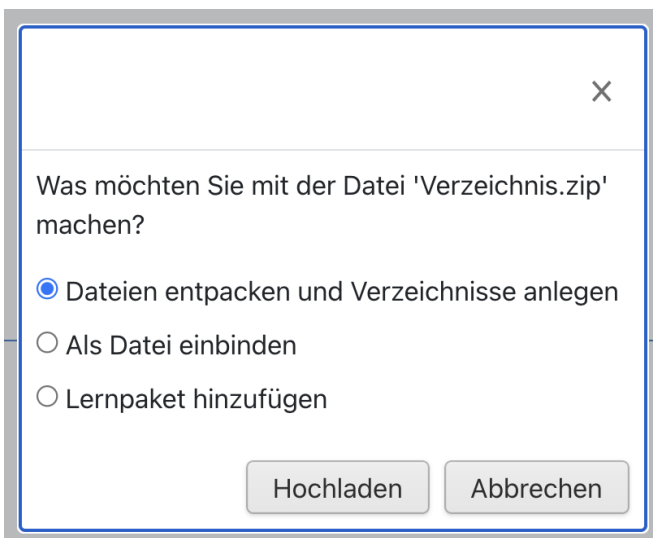 Was möchten Sie mit der Datei 'Verzeichnis.zip'
machen?
Dateien entpacken und Verzeichnisse anlegen
Als Datei einbinden
Lernpaket hinzufügen
Hochladen Abbrechen